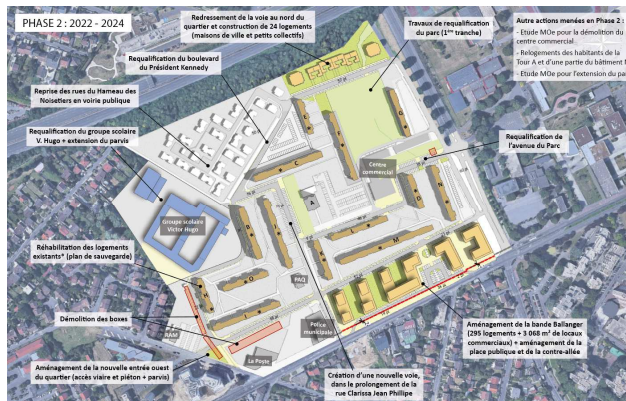 PHASE 2 : 2022 - 2024
Redressement de la voie au nord du
quartier et construction de 24 logements
(maisons de ville et petits collectifs)
Travaux de requalification
du parc (1ère tranche)
Autre actions menées en Phase 2 :
- Etude MOe pour la démolition du
centre commercial
- Relogements des habitants de la
Tour A et d'une partie du bâtiment
- Etude MOe pour l'extension du pa
Requalification du boulevard
du Président Kennedy
Reprise des rues du Hameau des
Noisetiers en voirie publique
Requalification du groupe scolaire
V. Hugo + extension du parvis
Requalification de
l'avenue du Parc
Centre
commercial
Groupe scolaire
Victor Hugo
E
F
G
C
A
B
D
N
L
M
O
H
I
Réhabilitation des logements
existants* (plan de sauvegarde)
PAQ
Démolition des boxes
RAM
Police
municipale
La Poste
Aménagement de la bande Ballanger
(295 logements + 3 068 m² de locaux
commerciaux) + aménagement de la
place publique et de la contre-allée
Aménagement de la nouvelle entrée ouest
du quartier (accès viaire et piéton + parvis)
Création d'une nouvelle voie,
dans le prolongement de la
rue Clarissa Jean Phillipe